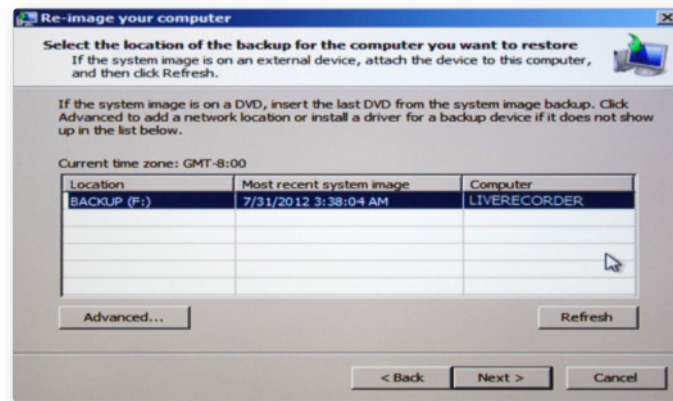 Re-image your computer
Select the location of the backup for the computer you want to restore
If the system image is on an external device, attach the device to this computer,
and then click Refresh.
If the system image is on a DVD, insert the last DVD from the system image backup. Click
Advanced to add a network location or install a driver for a backup device if it does not show
up in the list below.
Current time zone: GMT-8:00
Location Most recent system image Computer
BACKUP (F:) 7/31/2012 3:38:04 AM LIVERECORDER
Advanced... Refresh
< Back Next > Cancel